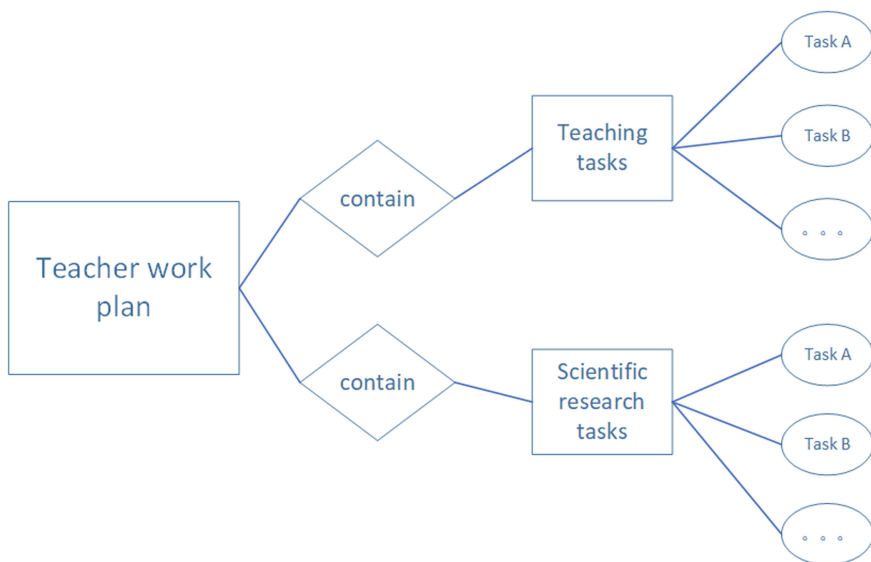 Teacher work
plan
contain
Teaching
tasks
Task A
Task B
。。。
contain
Scientific
research
tasks
Task A
Task B
。。。